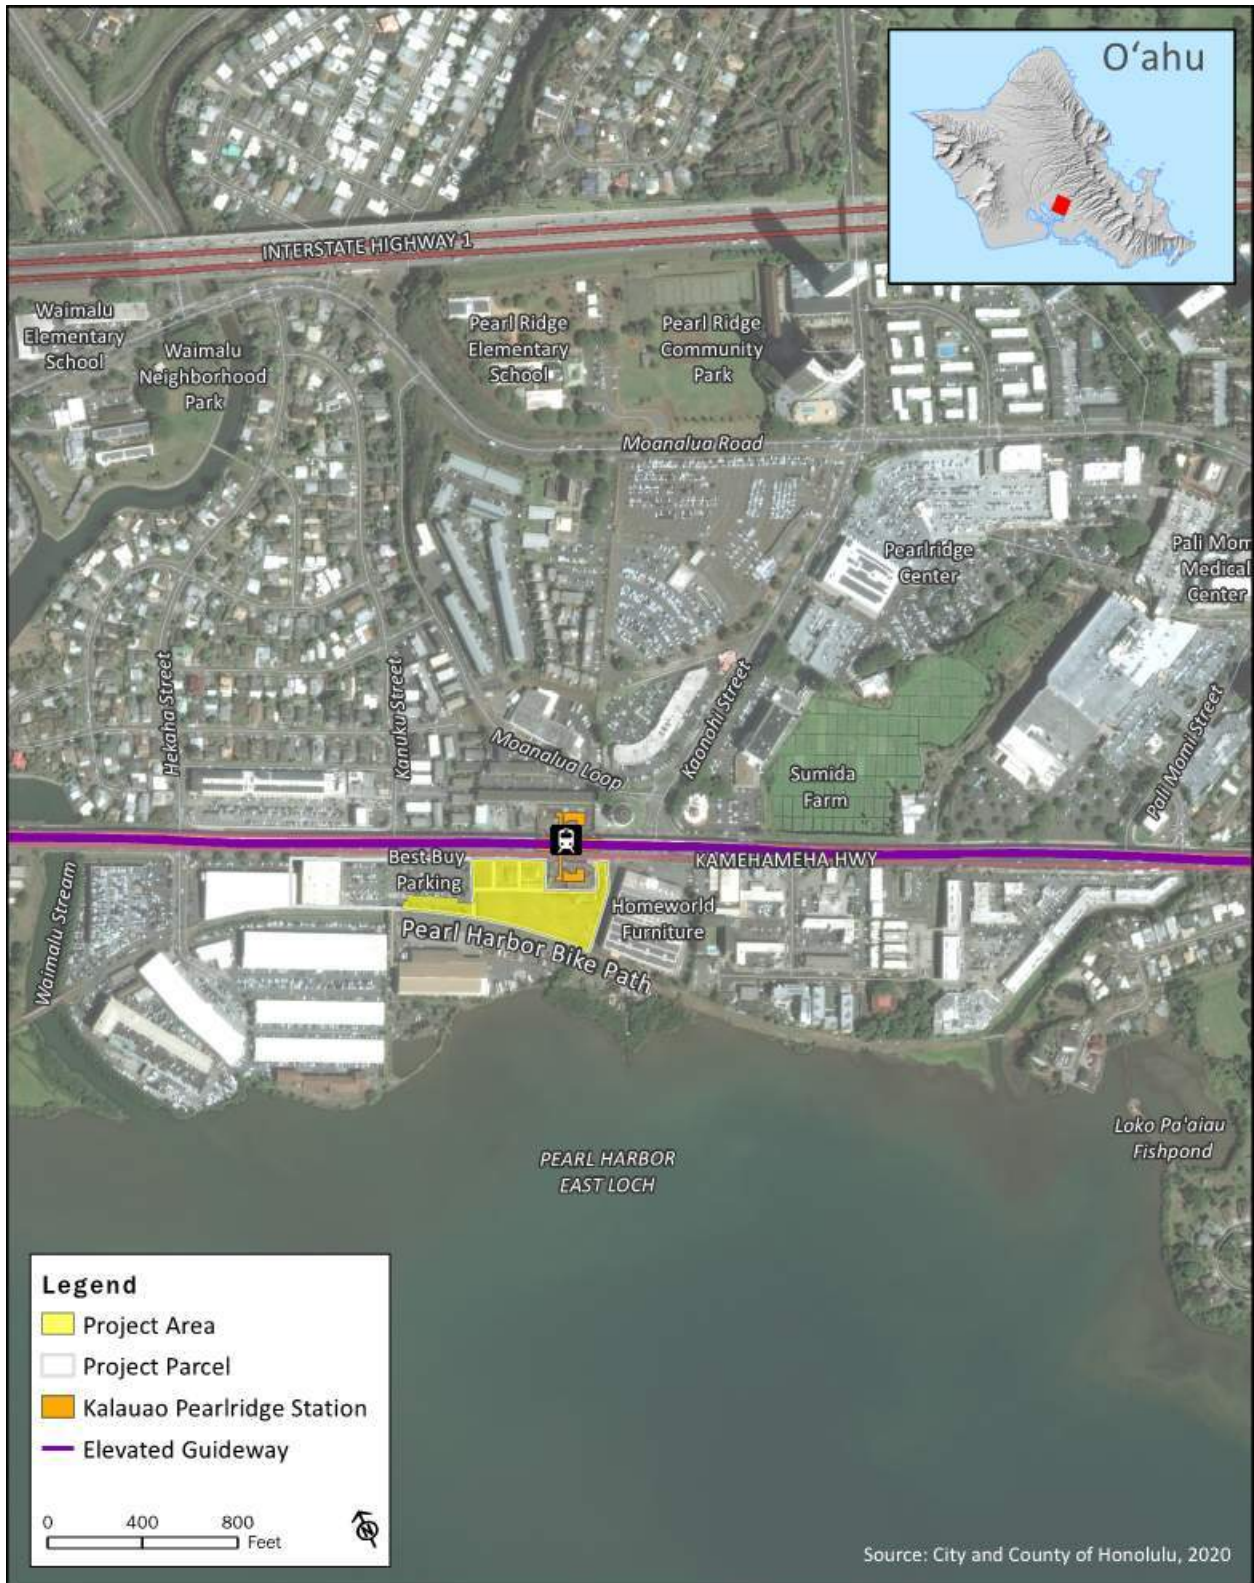 O‘ahu
INTERSTATE HIGHWAY 1
Waimalu
Elementary
School
Waimalu
Neighborhood
Park
Pearl Ridge
Elementary
School
Pearl Ridge
Community
Park
Moanalua Road
Pearlridge
Center
Pali Mom
Medical
Center
Hekaha Street
Kanuku Street
Moanalua Loop
Kaonohi Street
Sumida
Farm
Pali Momi Street
KAMEHAMEHA HWY
Best Buy
Parking
Homeworld
Furniture
Pearl Harbor Bike Path
Waimalu Stream
PEARL HARBOR
EAST LOCH
Loko Pa'aiau
Fishpond
Legend
Project Area
Project Parcel
Kalauao Pearlridge Station
Elevated Guideway
0 400 800
Feet
N
Source: City and County of Honolulu, 2020